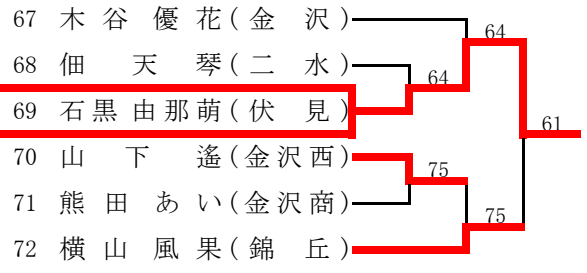 67 木谷 優花(金 沢)
64
68 佃 天琴(二 水)
64
69 石黒由那萌(伏 見)
61
70 山下 遙(金沢西)
75
71 熊田 あい(金沢商)
75
72 横山 風果(錦 丘)